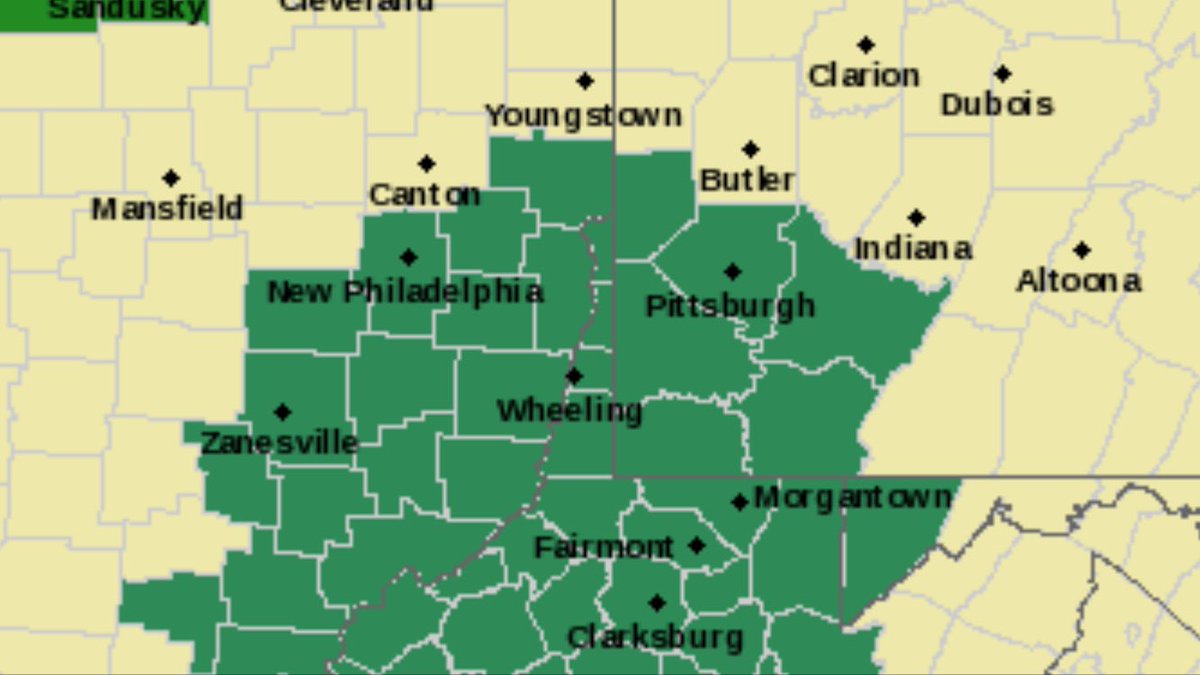 Sandusky
Cleveland
Clarion
Dubois
Youngstown
Butler
Canton
Mansfield
Indiana
Altoona
New Philadelphia
Pittsburgh
Wheeling
Zanesville
Morgantown
Fairmont
Clarksburg